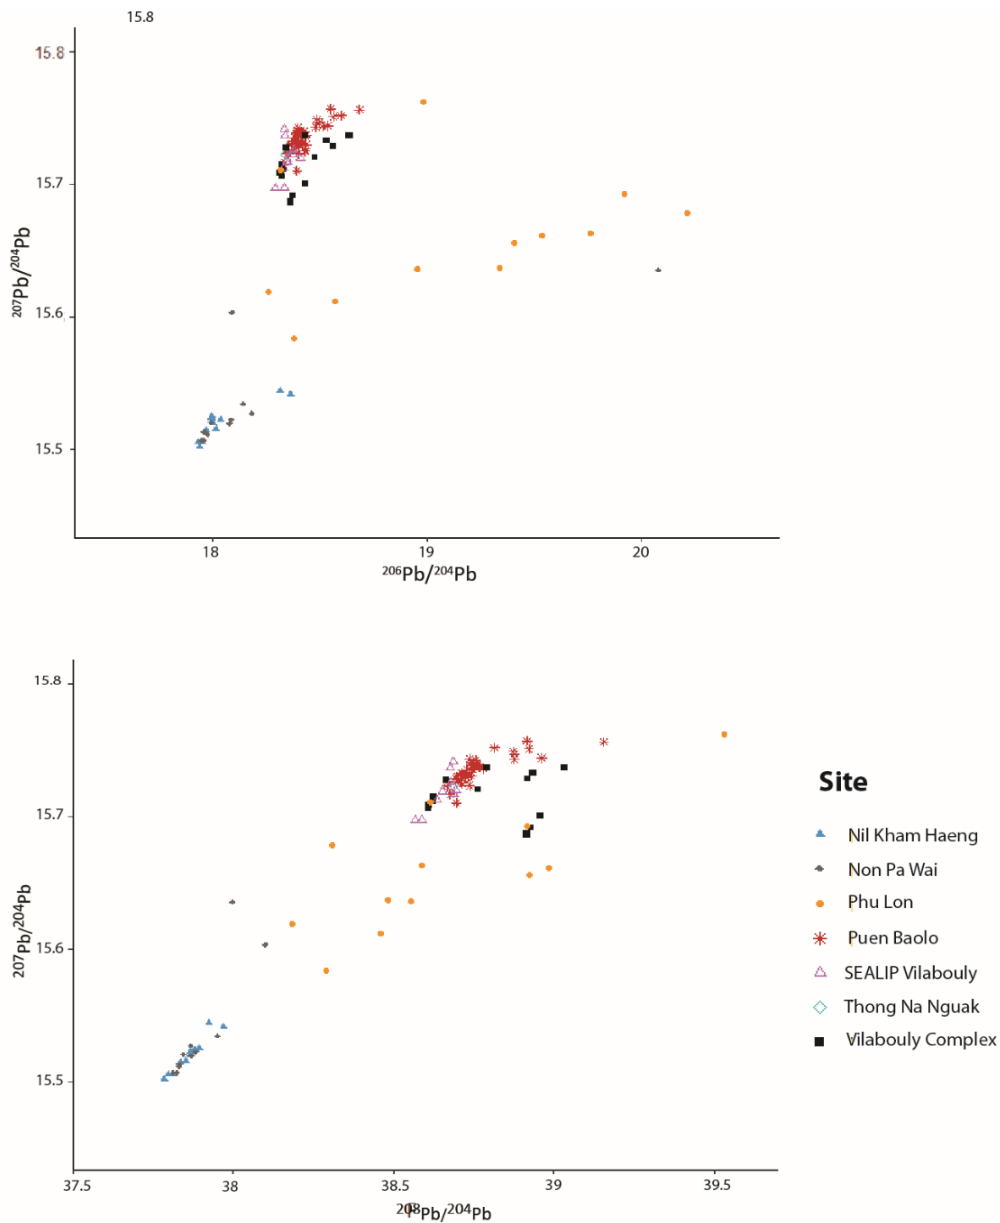 15.8
15.8
15.7
15.6
15.5
²⁰⁷Pb/²⁰⁴Pb
18 19 20
²⁰⁶Pb/²⁰⁴Pb
15.8
15.7
15.6
15.5
²⁰⁷Pb/²⁰⁴Pb
37.5 38 38.5 39 39.5
²⁰⁸Pb/²⁰⁴Pb
Site
Nil Kham Haeng
Non Pa Wai
Phu Lon
Puen Baolo
SEALIP Vilabouly
Thong Na Nguak
Vilabouly Complex